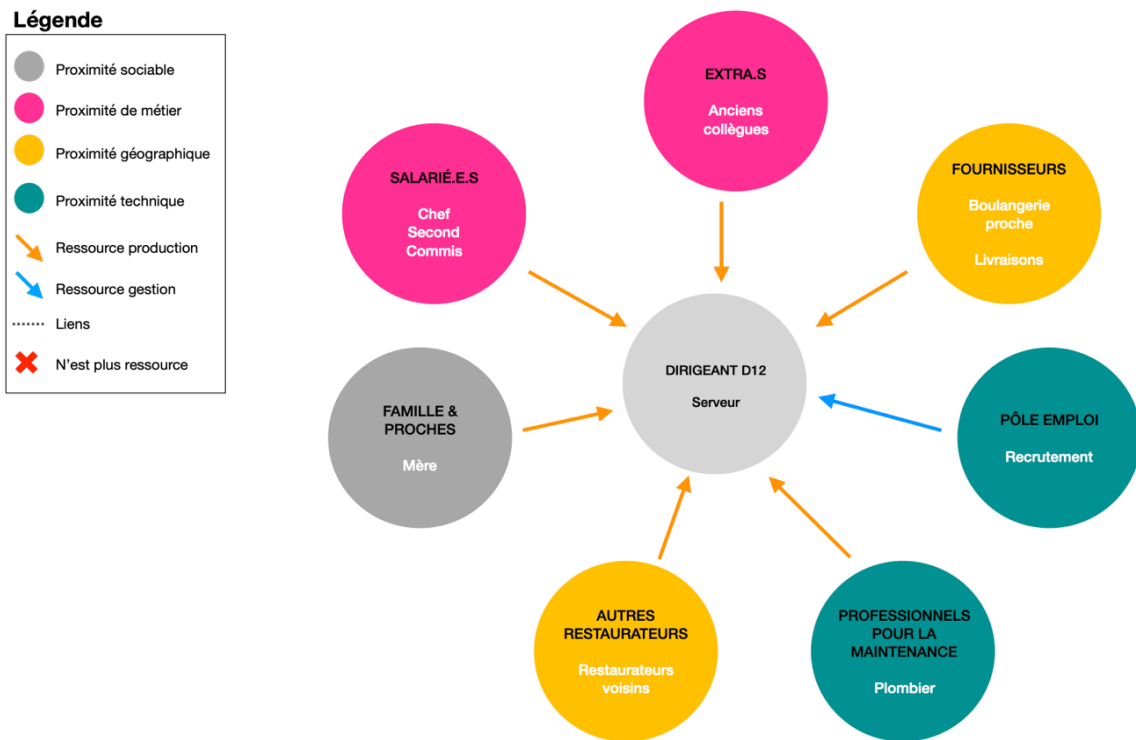 Légende
Proximité sociable
Proximité de métier
Proximité géographique
Proximité technique
Ressource production
Ressource gestion
Liens
N'est plus ressource
EXTRA.S
Anciens
collègues
SALARIÉ.E.S
Chef
Second
Commis
FOURNISSEURS
Boulangerie
proche
Livraisons
DIRIGEANT D12
Serveur
FAMILLE &
PROCHES
Mère
PÔLE EMPLOI
Recrutement
AUTRES
RESTAURATEURS
Restaurateurs
voisins
PROFESSIONNELS
POUR LA
MAINTENANCE
Plombier